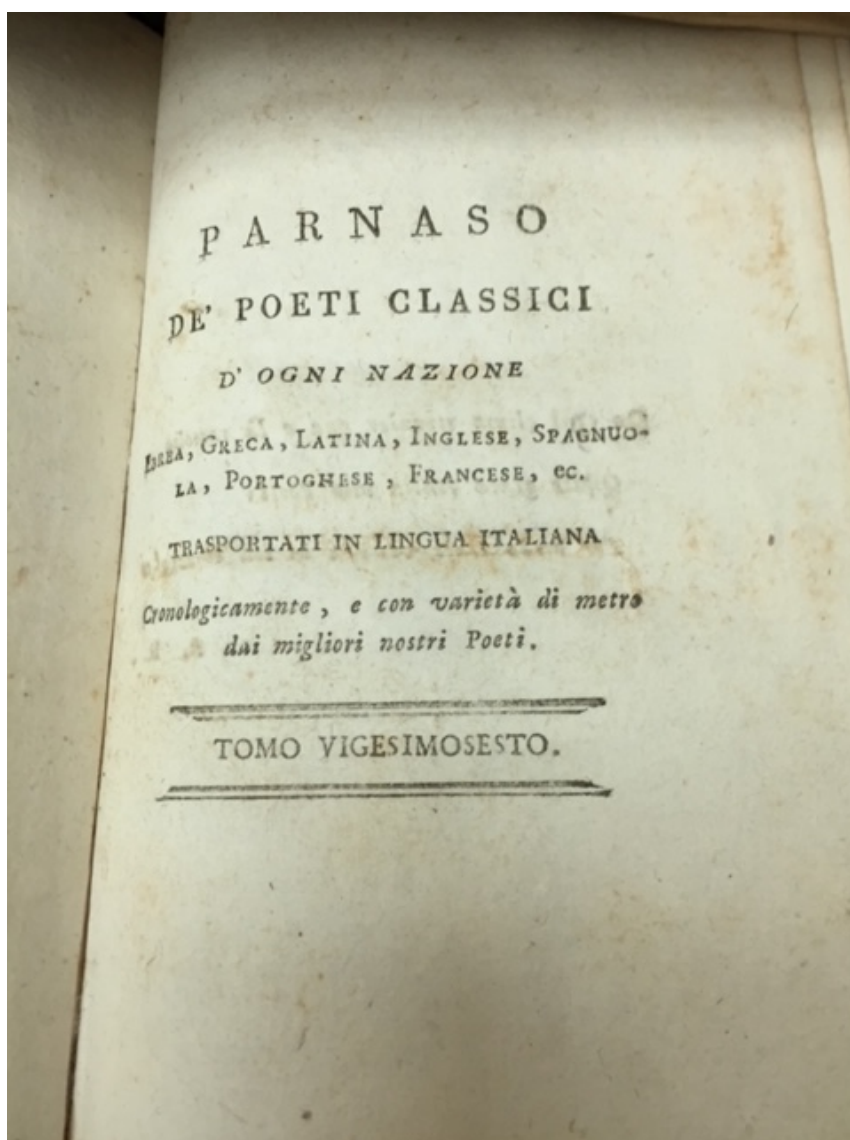 PARNASO
DE' POETI CLASSICI
D' OGNI NAZIONE
EBREA, GRECA, LATINA, INGLESE, SPAGNUO-
LA, PORTOGHESE, FRANCESE, ec.
TRASPORTATI IN LINGUA ITALIANA
Cronologicamente, e con varietà di metro
dai migliori nostri Poeti.
TOMO VIGESIMOSESTO.